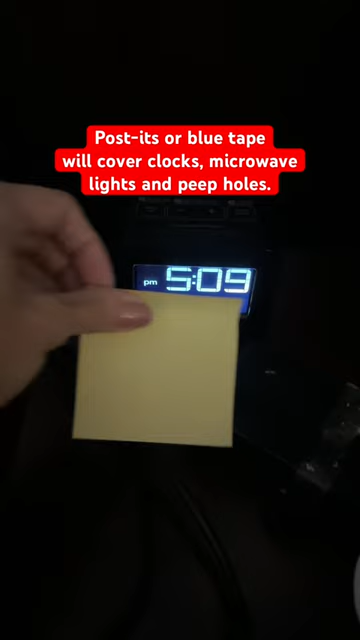 Post-its or blue tape
will cover clocks, microwave
lights and peep holes.
pm 5:09